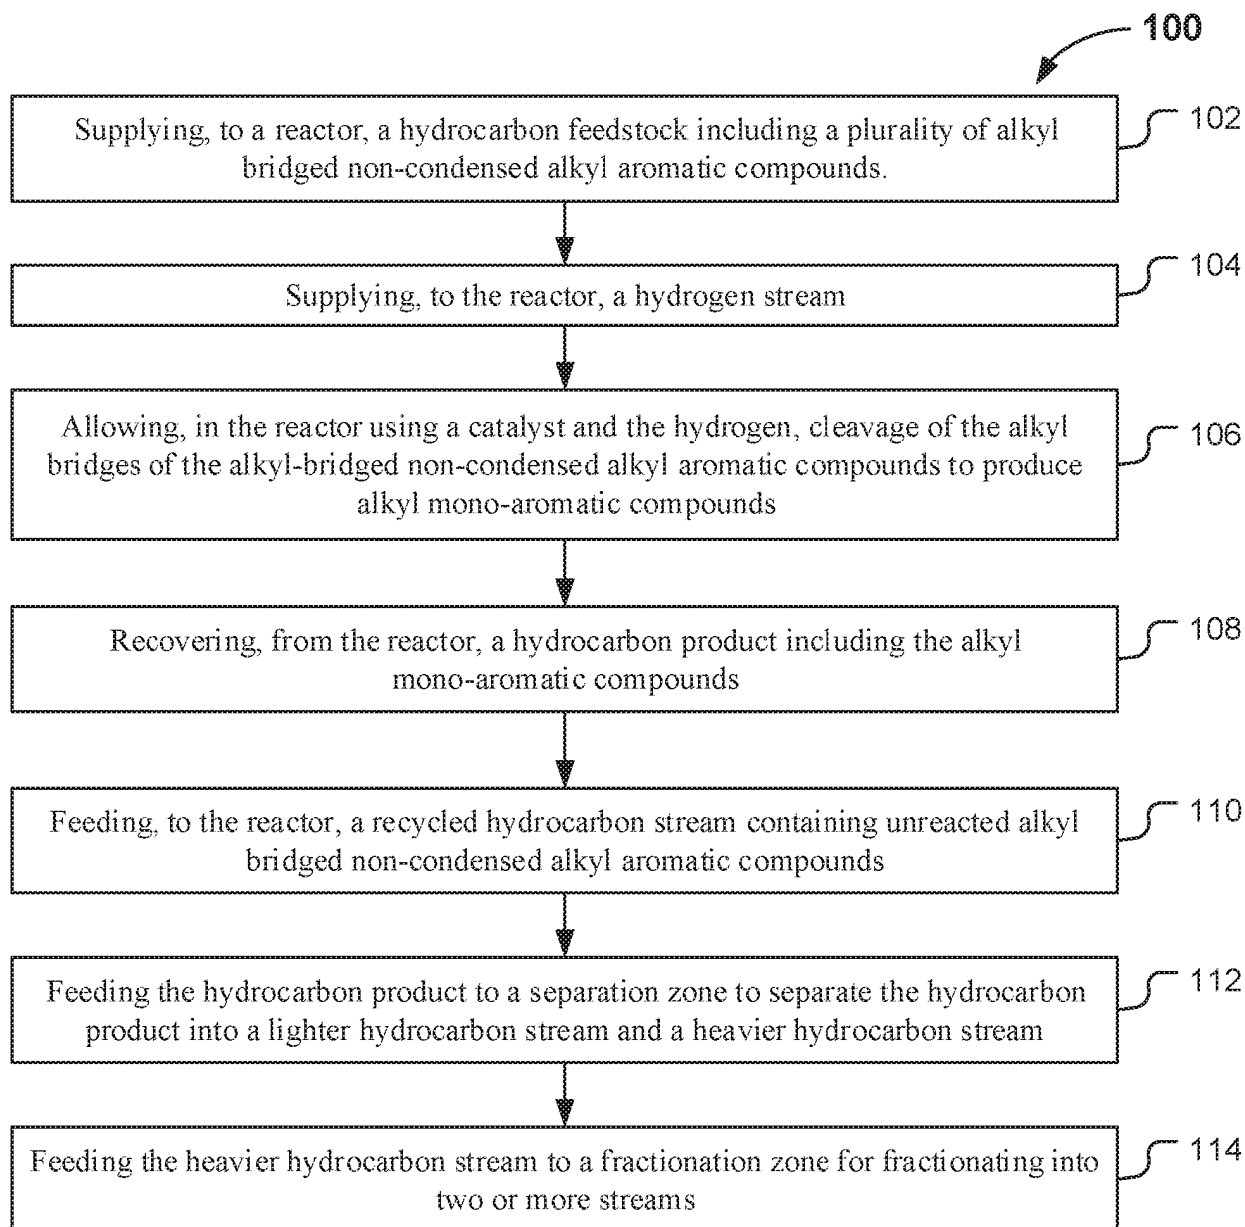 100
Supplying, to a reactor, a hydrocarbon feedstock including a plurality of alkyl
bridged non-condensed alkyl aromatic compounds.
102
Supplying, to the reactor, a hydrogen stream
104
Allowing, in the reactor using a catalyst and the hydrogen, cleavage of the alkyl
bridges of the alkyl-bridged non-condensed alkyl aromatic compounds to produce
alkyl mono-aromatic compounds
106
Recovering, from the reactor, a hydrocarbon product including the alkyl
mono-aromatic compounds
108
Feeding, to the reactor, a recycled hydrocarbon stream containing unreacted alkyl
bridged non-condensed alkyl aromatic compounds
110
Feeding the hydrocarbon product to a separation zone to separate the hydrocarbon
product into a lighter hydrocarbon stream and a heavier hydrocarbon stream
112
Feeding the heavier hydrocarbon stream to a fractionation zone for fractionating into
two or more streams
114